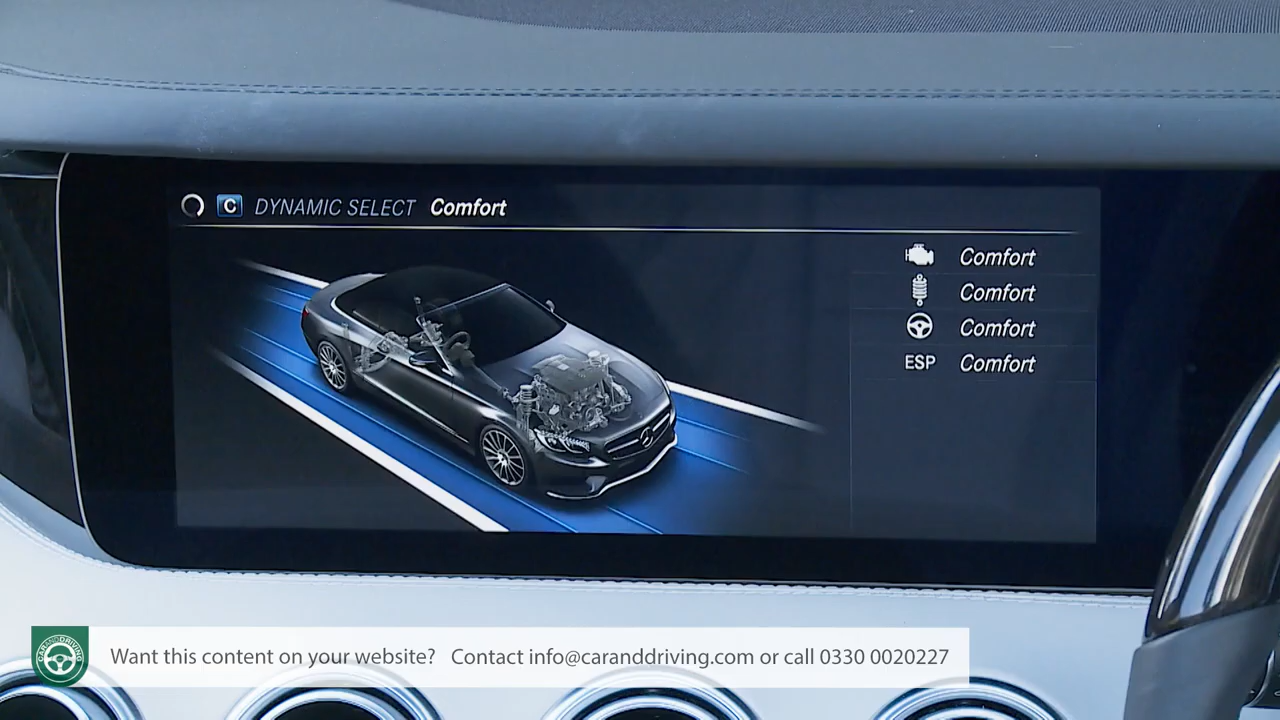 C DYNAMIC SELECT Comfort
Comfort
Comfort
Comfort
ESP Comfort
CARANDDRIVING
Want this content on your website? Contact info@caranddriving.com or call 0330 0020227